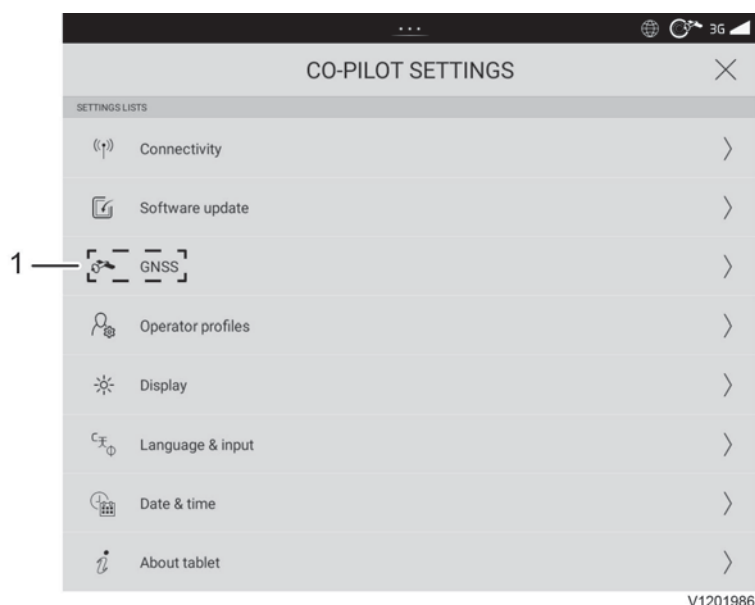 ...
3G
CO-PILOT SETTINGS
SETTINGS LISTS
Connectivity
Software update
1
GNSS
Operator profiles
Display
Language & input
Date & time
About tablet
V1201986